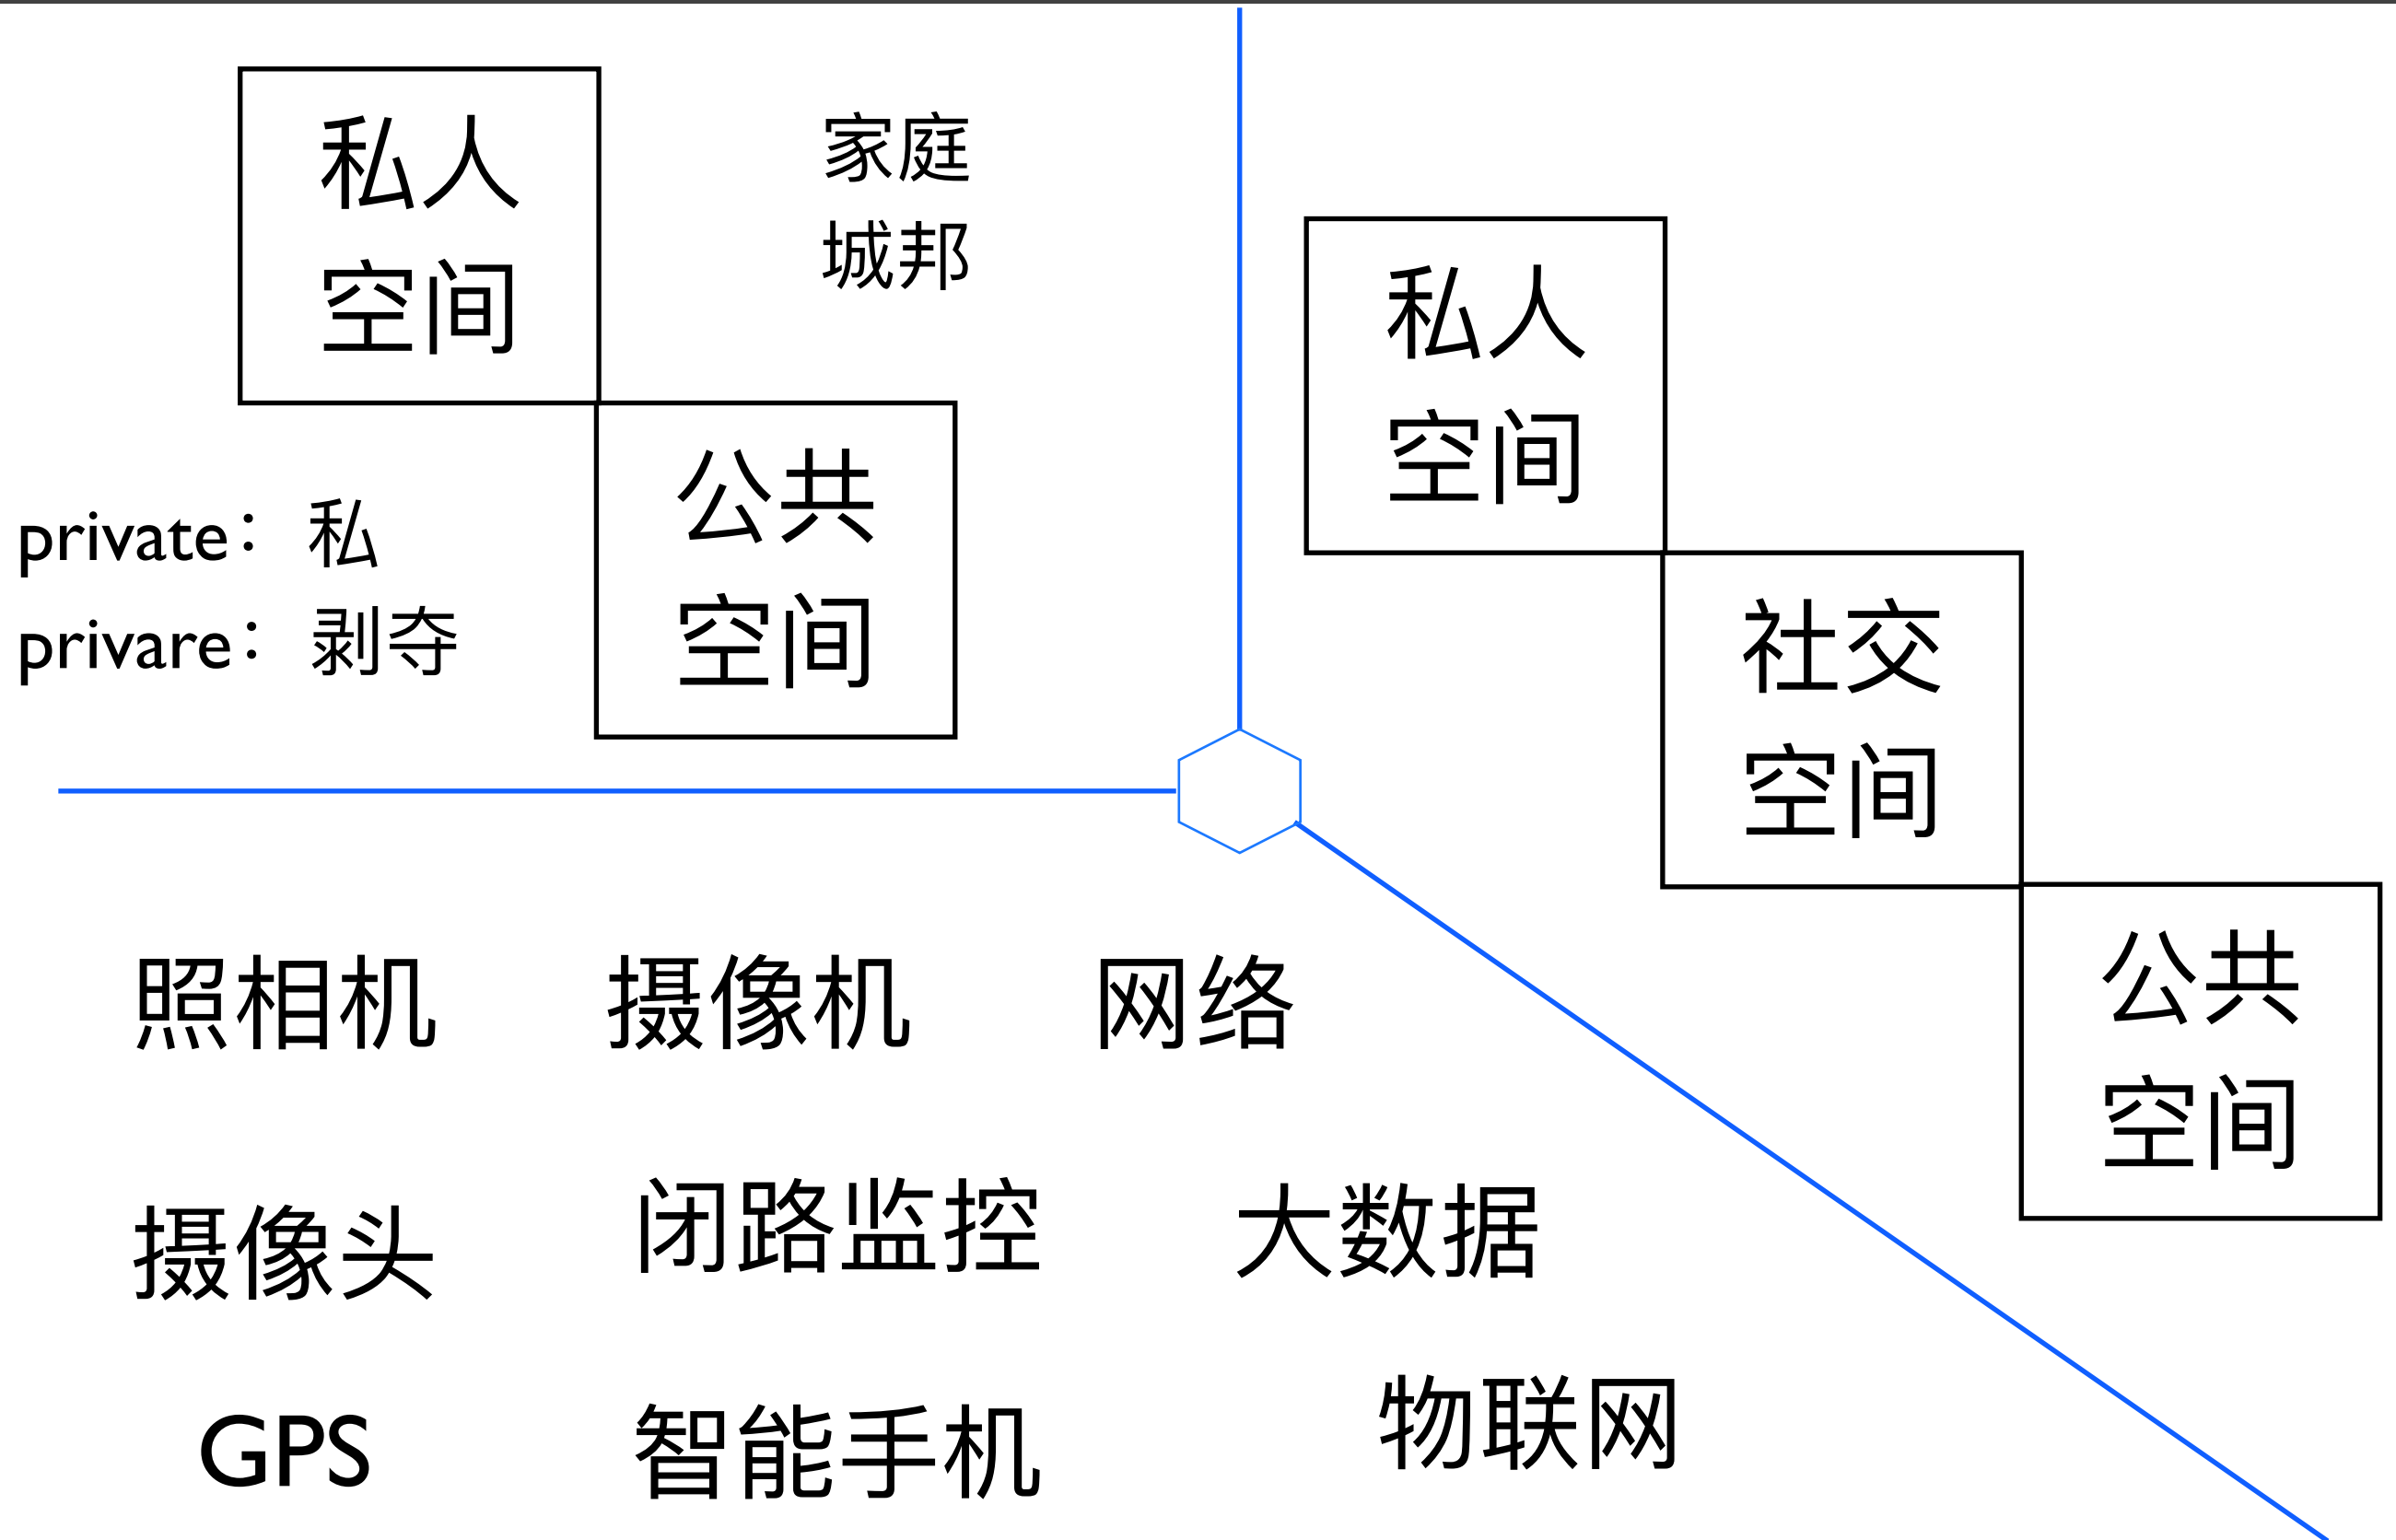 私人
空间
家庭
城邦
公共
空间
private： 私
privare： 剥夺
私人
空间
社交
空间
公共
空间
照相机 摄像机 网络
摄像头 闭路监控 大数据
GPS 智能手机 物联网